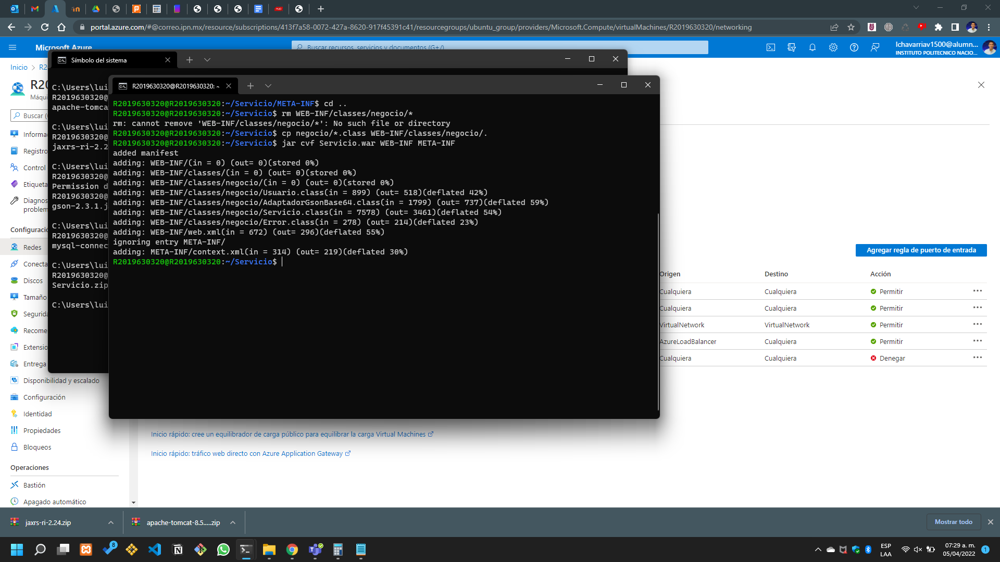 portal.azure.com/#@correo.ipn.mx/resource/subscriptions/413f7a58-0072-427a-8620-917f45391c41/resourcegroups/ubuntu_group/providers/Microsoft.Compute/virtualMachines/R2019630320/networking
Microsoft Azure
Buscar recursos, servicios y documentos (G+/)
lchavarriav1500@alumn...
INSTITUTO POLITECNICO NACIO...
Inicio > R2
R20
Máqui
Buscar (
Informa
Registro
Control
Etiqueta
Diagnos
problem
Configuració
Redes
Conecta
Discos
Tamaño
Segurida
Recome
Extensio
Entrega
Disponibilidad y escalado
Configuración
Identidad
Propiedades
Bloqueos
Operaciones
Bastión
Apagado automático
Símbolo del sistema
C:\Users\lui
R2019630320@
apache-tomca
C:\Users\lui
R2019630320@
jaxrs-ri-2.2
C:\Users\lui
R2019630320@
Permission d
R2019630320@
gson-2.3.1.j
C:\Users\lui
R2019630320@
mysql-connec
C:\Users\lui
R2019630320@
Servicio.zip
C:\Users\lui
R2019630320@R2019630320: ~
R2019630320@R2019630320:~/Servicio/META-INF$ cd ..
R2019630320@R2019630320:~/Servicio$ rm WEB-INF/classes/negocio/*
rm: cannot remove 'WEB-INF/classes/negocio/*': No such file or directory
R2019630320@R2019630320:~/Servicio$ cp negocio/*.class WEB-INF/classes/negocio/.
R2019630320@R2019630320:~/Servicio$ jar cvf Servicio.war WEB-INF META-INF
added manifest
adding: WEB-INF/(in = 0) (out= 0)(stored 0%)
adding: WEB-INF/classes/(in = 0) (out= 0)(stored 0%)
adding: WEB-INF/classes/negocio/(in = 0) (out= 0)(stored 0%)
adding: WEB-INF/classes/negocio/Usuario.class(in = 899) (out= 518)(deflated 42%)
adding: WEB-INF/classes/negocio/AdaptadorGsonBase64.class(in = 1799) (out= 737)(deflated 59%)
adding: WEB-INF/classes/negocio/Servicio.class(in = 7578) (out= 3461)(deflated 54%)
adding: WEB-INF/classes/negocio/Error.class(in = 278) (out= 214)(deflated 23%)
adding: WEB-INF/web.xml(in = 672) (out= 296)(deflated 55%)
ignoring entry META-INF/
adding: META-INF/context.xml(in = 314) (out= 219)(deflated 30%)
R2019630320@R2019630320:~/Servicio$
Agregar regla de puerto de entrada
Origen Destino Acción
Cualquiera Cualquiera Permitir
Cualquiera Cualquiera Permitir
VirtualNetwork VirtualNetwork Permitir
AzureLoadBalancer Cualquiera Permitir
Cualquiera Cualquiera Denegar
Inicio rápido: cree un equilibrador de carga público para equilibrar la carga Virtual Machines
Inicio rápido: tráfico web directo con Azure Application Gateway
jaxrs-ri-2.24.zip
apache-tomcat-8.5.....zip
Mostrar todo
8
ESP
LAA
07:29 a. m.
05/04/2022
1